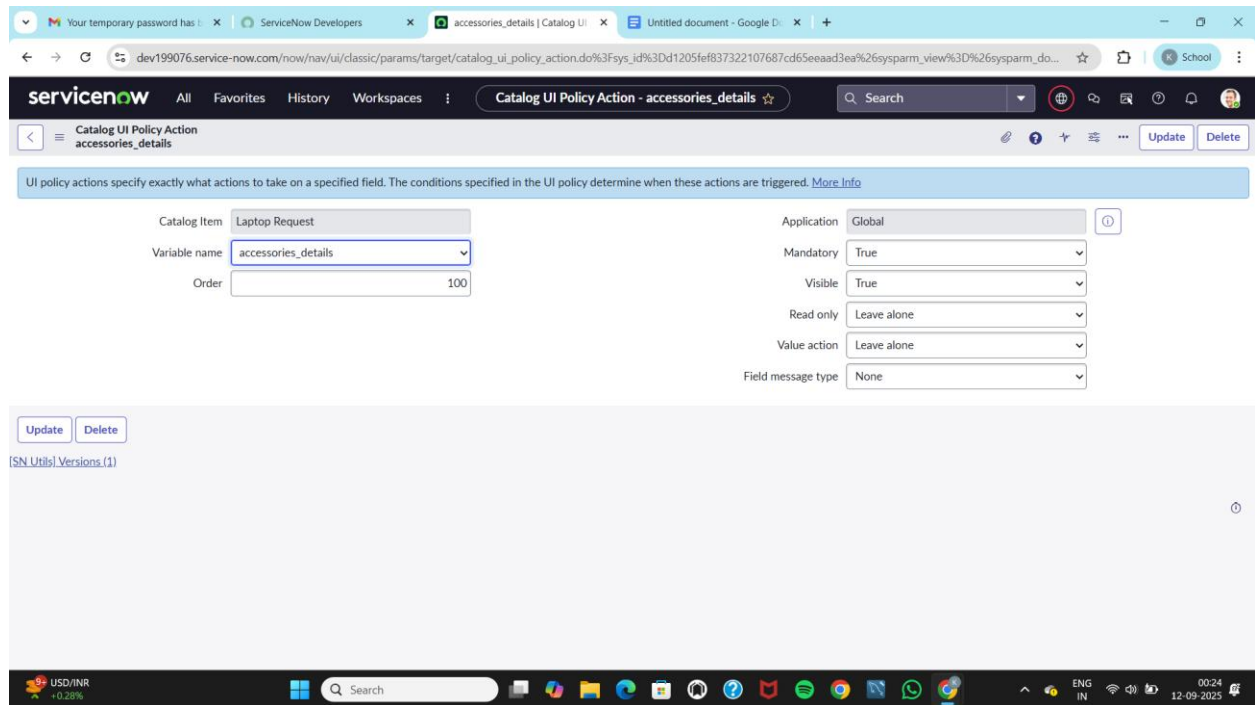 Your temporary password has b
ServiceNow Developers
accessories_details | Catalog UI
Untitled document - Google Do
dev199076.service-now.com/now/nav/ui/classic/params/target/catalog_ui_policy_action.do%3Fsys_id%3Dd1205fef837322107687cd65eeaad3ea%26sysparm_view%3D%26sysparm_do...
K School
servicenow All Favorites History Workspaces Catalog UI Policy Action - accessories_details Search
Catalog UI Policy Action
accessories_details
Update Delete
UI policy actions specify exactly what actions to take on a specified field. The conditions specified in the UI policy determine when these actions are triggered. More Info
Catalog Item Laptop Request
Variable name accessories_details
Order 100
Application Global
Mandatory True
Visible True
Read only Leave alone
Value action Leave alone
Field message type None
Update Delete
[SN Utils] Versions (1)
9+ USD/INR
+0.28%
Search
ENG
IN
00:24
12-09-2025